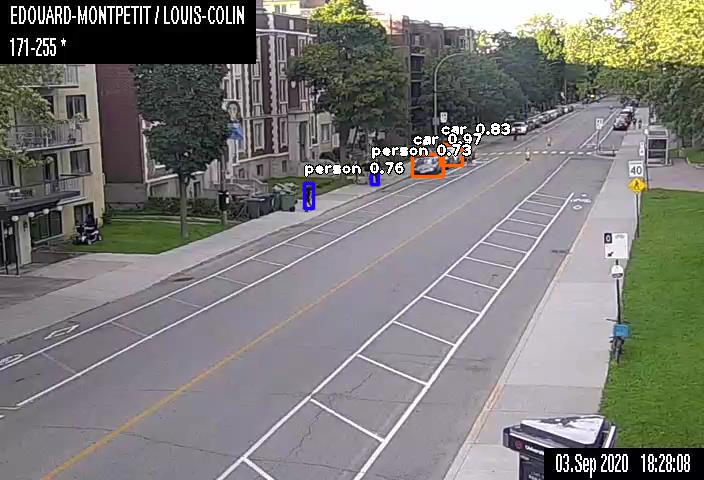 EDOUARD-MONTPETIT / LOUIS-COLIN
171-255 *
car 0.83
car 0.97
person 0.73
person 0.76
40
03.Sep 2020 18:28:08